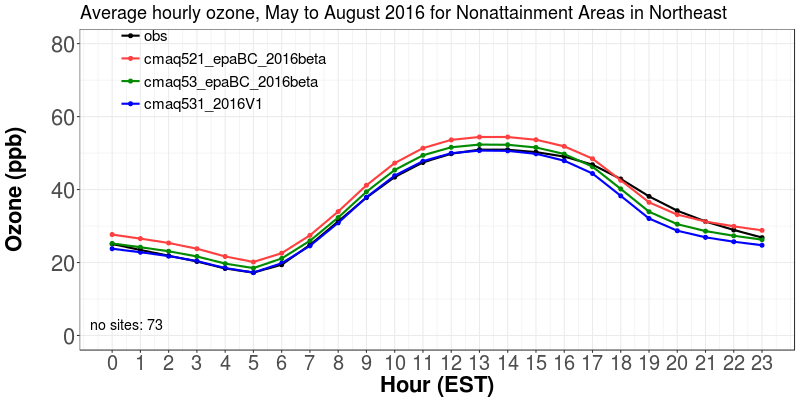 Average hourly ozone, May to August 2016 for Nonattainment Areas in Northeast
obs
cmaq521_epaBC_2016beta
cmaq53_epaBC_2016beta
cmaq531_2016V1
80
60
40
20
0
Ozone (ppb)
no sites: 73
0 1 2 3 4 5 6 7 8 9 10 11 12 13 14 15 16 17 18 19 20 21 22 23
Hour (EST)